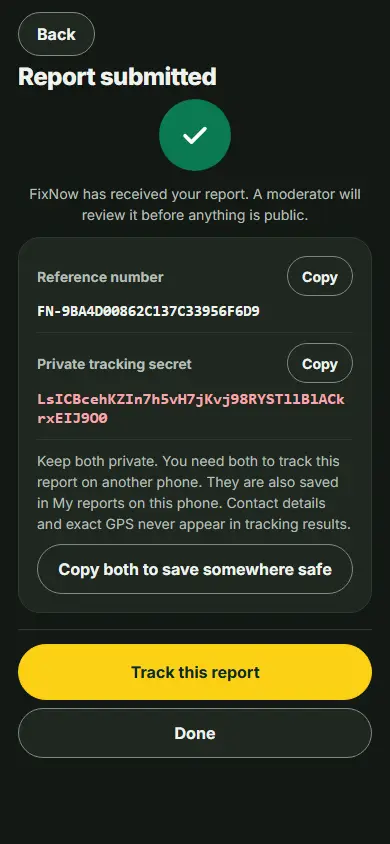 Back
Report submitted
FixNow has received your report. A moderator will
review it before anything is public.
Reference number
Copy
FN-9BA4D00862C137C33956F6D9
Private tracking secret
Copy
LsICBcehKZIn7h5vH7jKvj98RYST11B1ACk
rxEIJ9O0
Keep both private. You need both to track this
report on another phone. They are also saved
in My reports on this phone. Contact details
and exact GPS never appear in tracking results.
Copy both to save somewhere safe
Track this report
Done